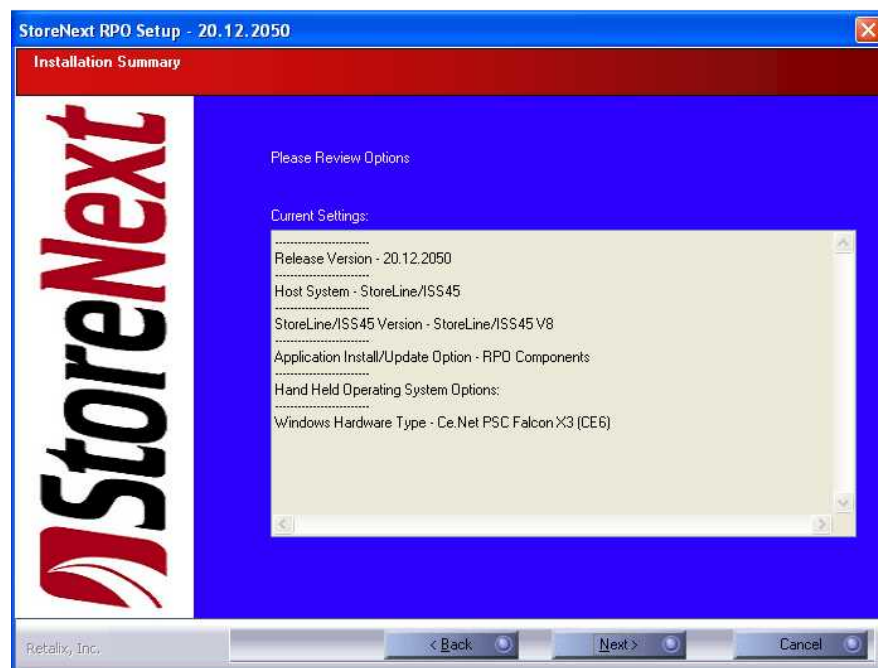 StoreNext RPO Setup - 20.12.2050
Installation Summary
StoreNext
Please Review Options
Current Settings:
-------------------------
Release Version - 20.12.2050
-------------------------
Host System - StoreLine/ISS45
-------------------------
StoreLine/ISS45 Version - StoreLine/ISS45 V8
-------------------------
Application Install/Update Option - RPO Components
-------------------------
Hand Held Operating System Options:
-------------------------
Windows Hardware Type - Ce.Net PSC Falcon X3 (CE6)
Retalix, Inc.
< Back
Next >
Cancel